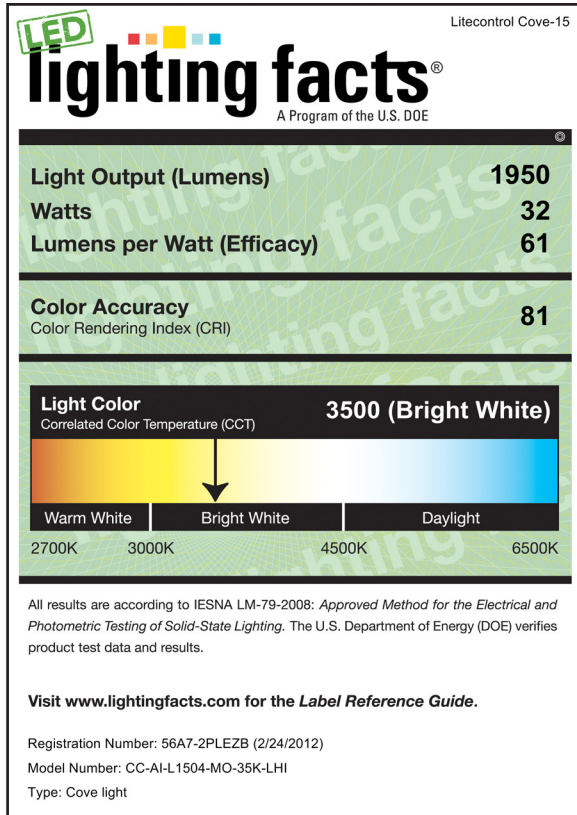 Litecontrol Cove-15
LED
lighting facts®
A Program of the U.S. DOE
Light Output (Lumens) 1950
Watts 32
Lumens per Watt (Efficacy) 61
Color Accuracy
Color Rendering Index (CRI) 81
Light Color
Correlated Color Temperature (CCT) 3500 (Bright White)
Warm White Bright White Daylight
2700K 3000K 4500K 6500K
All results are according to IESNA LM-79-2008: Approved Method for the Electrical and
Photometric Testing of Solid-State Lighting. The U.S. Department of Energy (DOE) verifies
product test data and results.
Visit www.lightingfacts.com for the Label Reference Guide.
Registration Number: 56A7-2PLEZB (2/24/2012)
Model Number: CC-AI-L1504-MO-35K-LHI
Type: Cove light